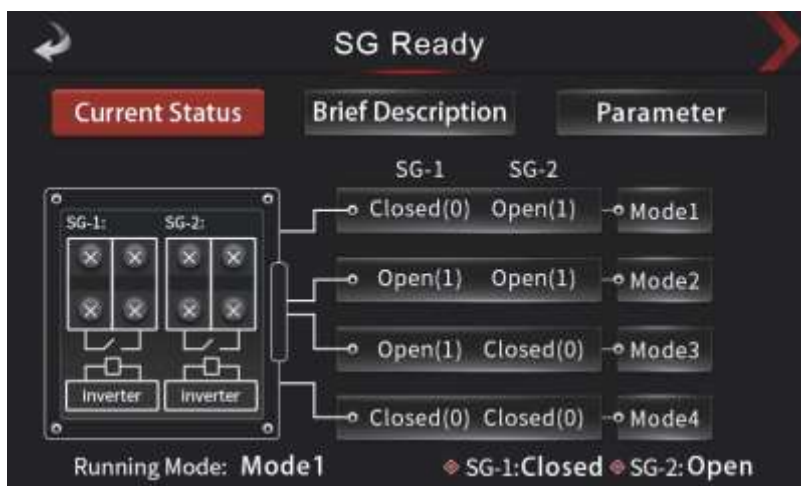 SG Ready
Current Status Brief Description Parameter
SG-1 SG-2
SG-1: SG-2:
Closed(0) Open(1) Mode1
Open(1) Open(1) Mode2
Open(1) Closed(0) Mode3
Inverter Inverter
Closed(0) Closed(0) Mode4
Running Mode: Mode1 SG-1:Closed SG-2:Open